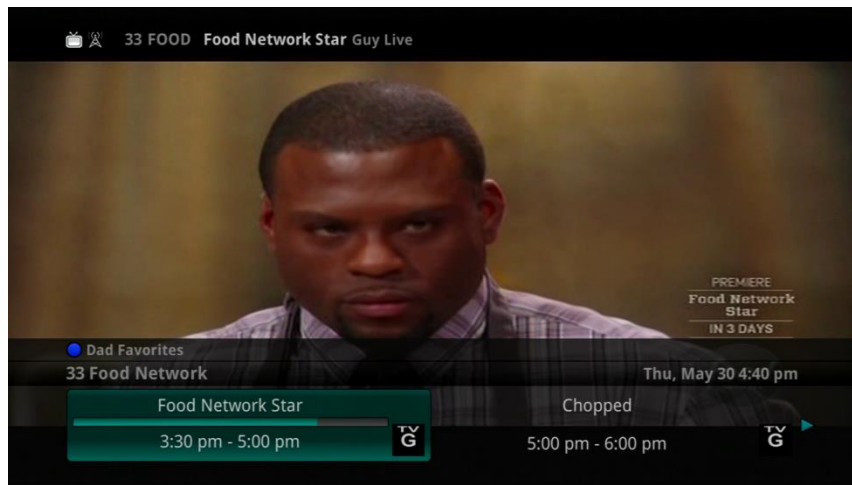 33 FOOD Food Network Star Guy Live
PREMIERE
Food Network
Star
IN 3 DAYS
Dad Favorites
33 Food Network Thu, May 30 4:40 pm
Food Network Star Chopped
3:30 pm - 5:00 pm TV G 5:00 pm - 6:00 pm TV G